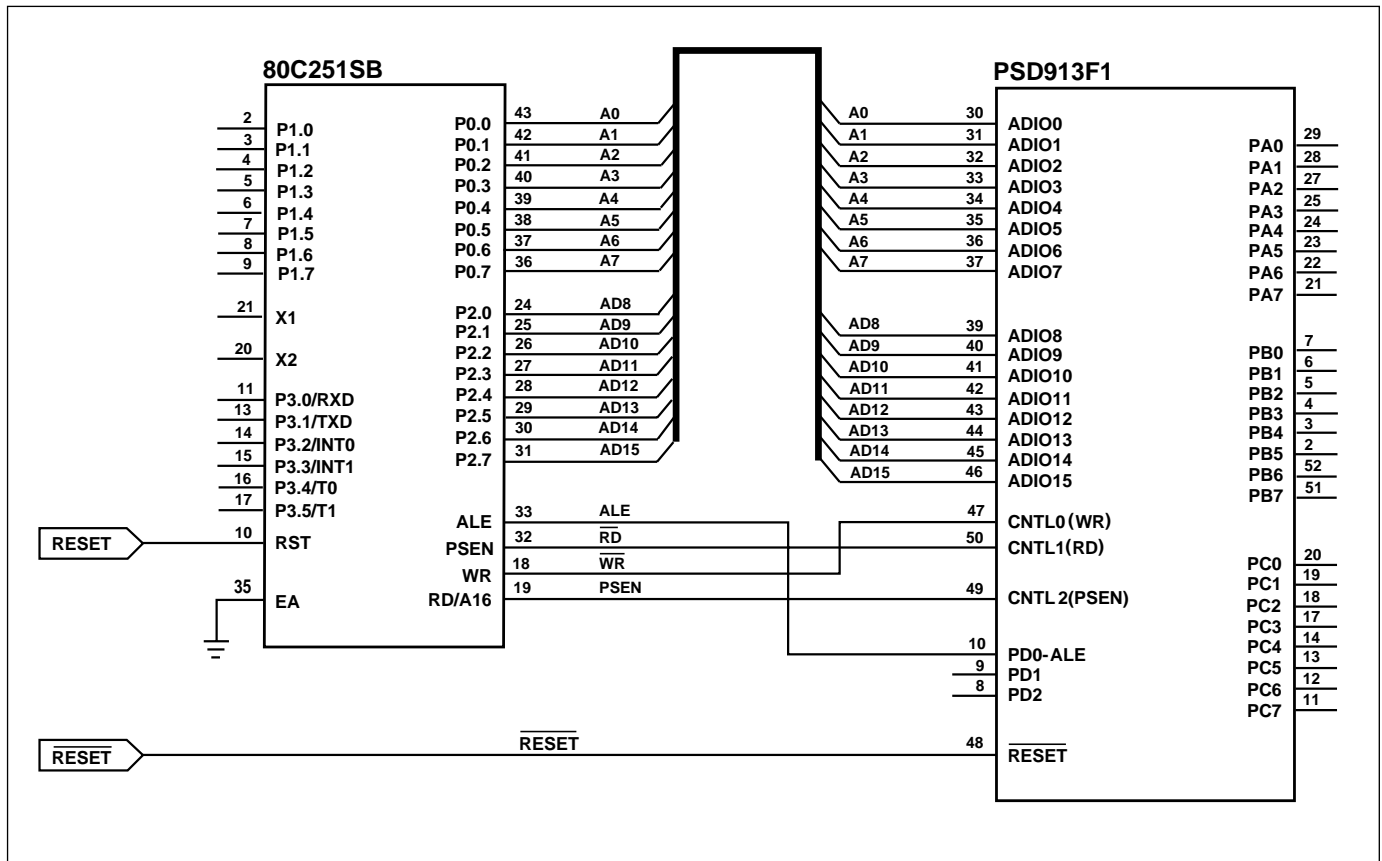 80C251SB
2 P1.0
3 P1.1
4 P1.2
5 P1.3
6 P1.4
7 P1.5
8 P1.6
9 P1.7
21 X1
20 X2
11 P3.0/RXD
13 P3.1/TXD
14 P3.2/INT0
15 P3.3/INT1
16 P3.4/T0
17 P3.5/T1
RESET 10 RST
35 EA
P0.0 43 A0
P0.1 42 A1
P0.2 41 A2
P0.3 40 A3
P0.4 39 A4
P0.5 38 A5
P0.6 37 A6
P0.7 36 A7
P2.0 24 AD8
P2.1 25 AD9
P2.2 26 AD10
P2.3 27 AD11
P2.4 28 AD12
P2.5 29 AD13
P2.6 30 AD14
P2.7 31 AD15
ALE 33 ALE
PSEN 32 RD
WR 18 WR
RD/A16 19 PSEN
PSD913F1
A0 30 ADIO0
A1 31 ADIO1
A2 32 ADIO2
A3 33 ADIO3
A4 34 ADIO4
A5 35 ADIO5
A6 36 ADIO6
A7 37 ADIO7
AD8 39 ADIO8
AD9 40 ADIO9
AD10 41 ADIO10
AD11 42 ADIO11
AD12 43 ADIO12
AD13 44 ADIO13
AD14 45 ADIO14
AD15 46 ADIO15
47 CNTL0(WR)
50 CNTL1(RD)
49 CNTL 2(PSEN)
10 PD0-ALE
9 PD1
8 PD2
RESET RESET 48 RESET
PA0 29
PA1 28
PA2 27
PA3 25
PA4 24
PA5 23
PA6 22
PA7 21
PB0 7
PB1 6
PB2 5
PB3 4
PB4 3
PB5 2
PB6 52
PB7 51
PC0 20
PC1 19
PC2 18
PC3 17
PC4 14
PC5 13
PC6 12
PC7 11